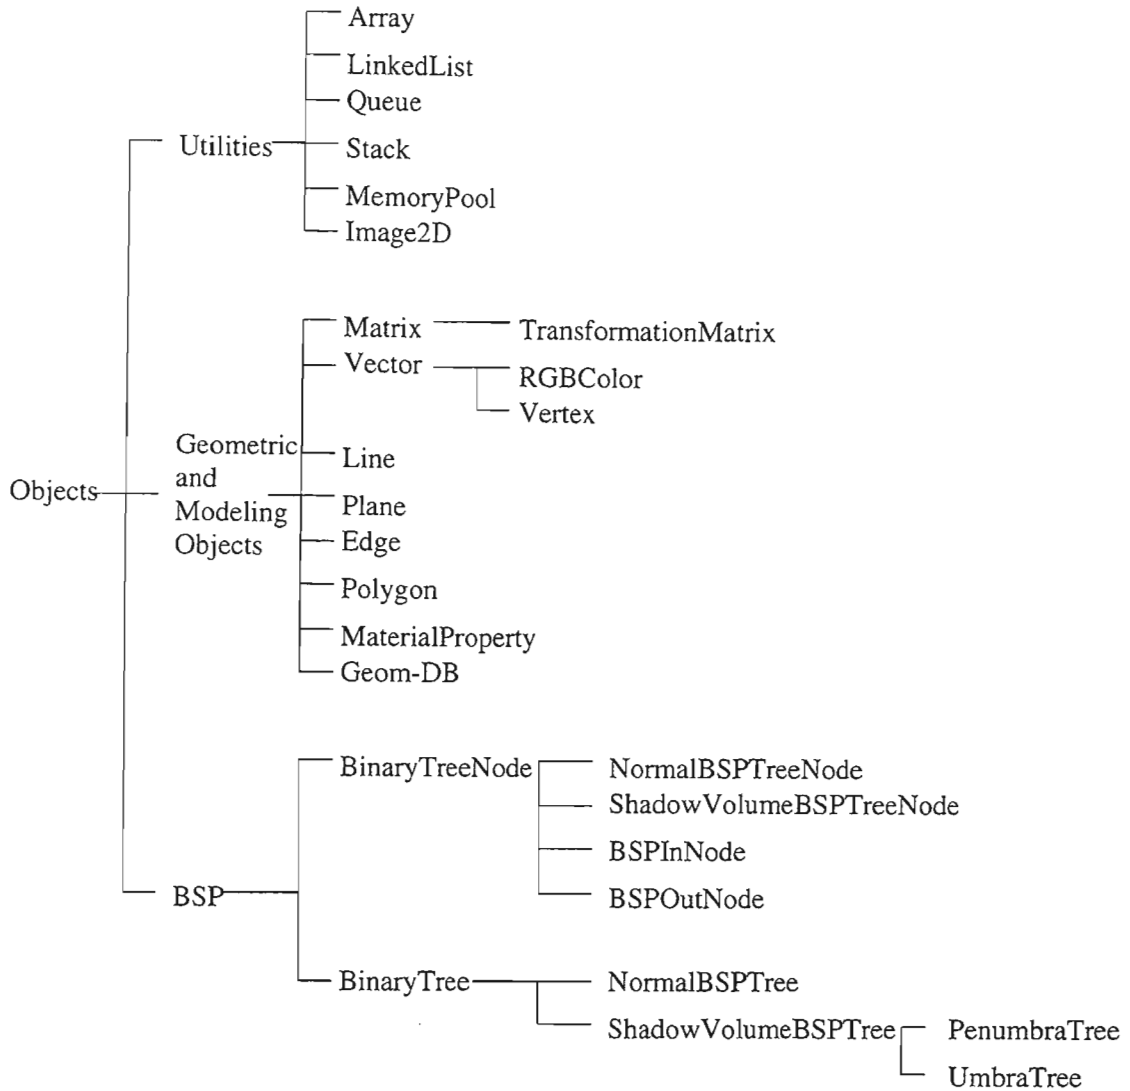 Array
LinkedList
Queue
Utilities
Stack
MemoryPool
Image2D
Matrix
TransformationMatrix
Vector
RGBColor
Vertex
Geometric
and
Modeling
Objects
Line
Objects
Plane
Edge
Polygon
MaterialProperty
Geom-DB
BinaryTreeNode
NormalBSPTreeNode
ShadowVolumeBSPTreeNode
BSPInNode
BSPOutNode
BSP
BinaryTree
NormalBSPTree
ShadowVolumeBSPTree
PenumbraTree
UmbraTree